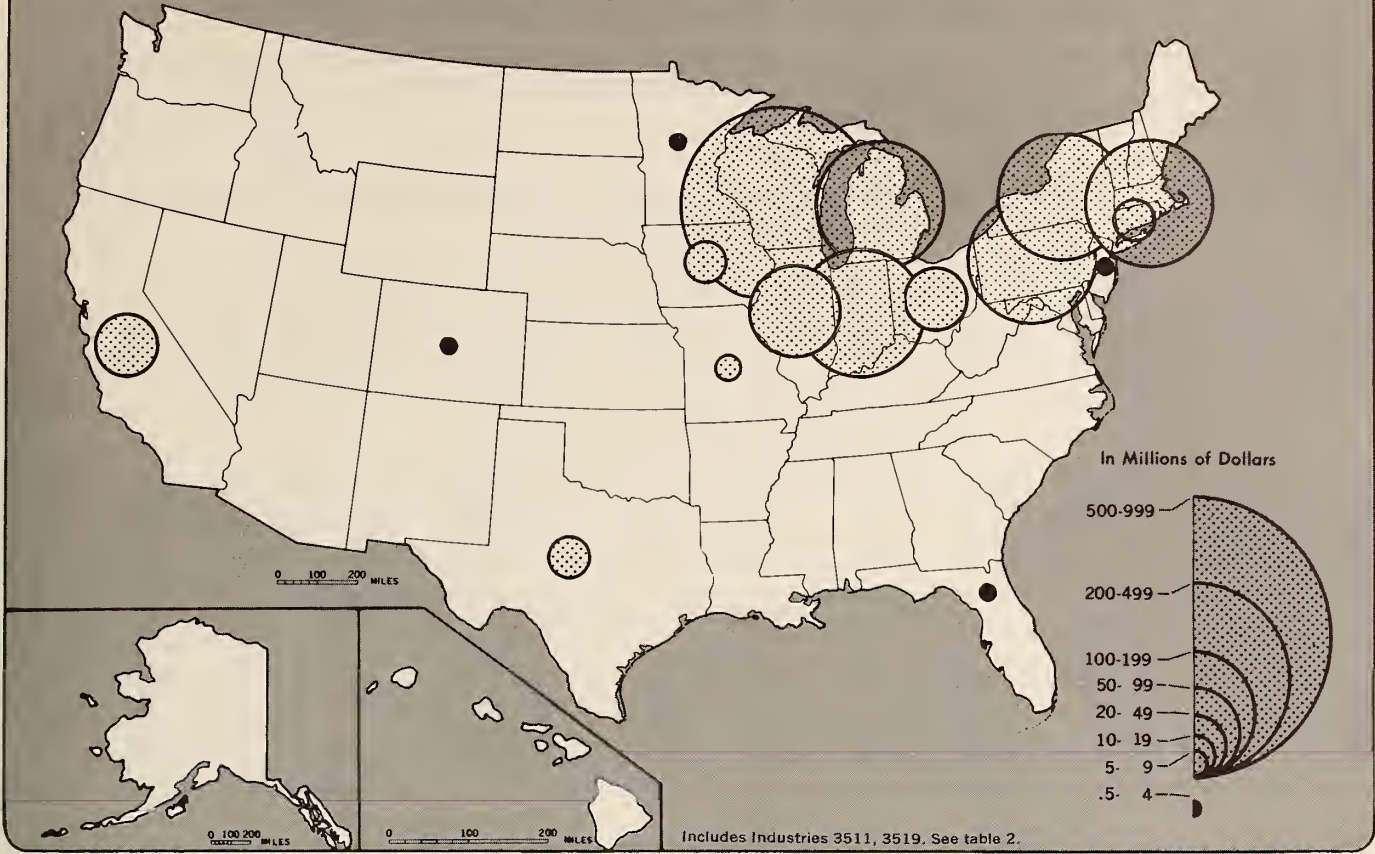 In Millions of Dollars
500-999
200-499
100-199
50- 99
20- 49
10- 19
5- 9
.5- 4
0 100 200 MILES
0 100 200 MILES
0 100 200 MILES
Includes Industries 3511, 3519. See table 2.